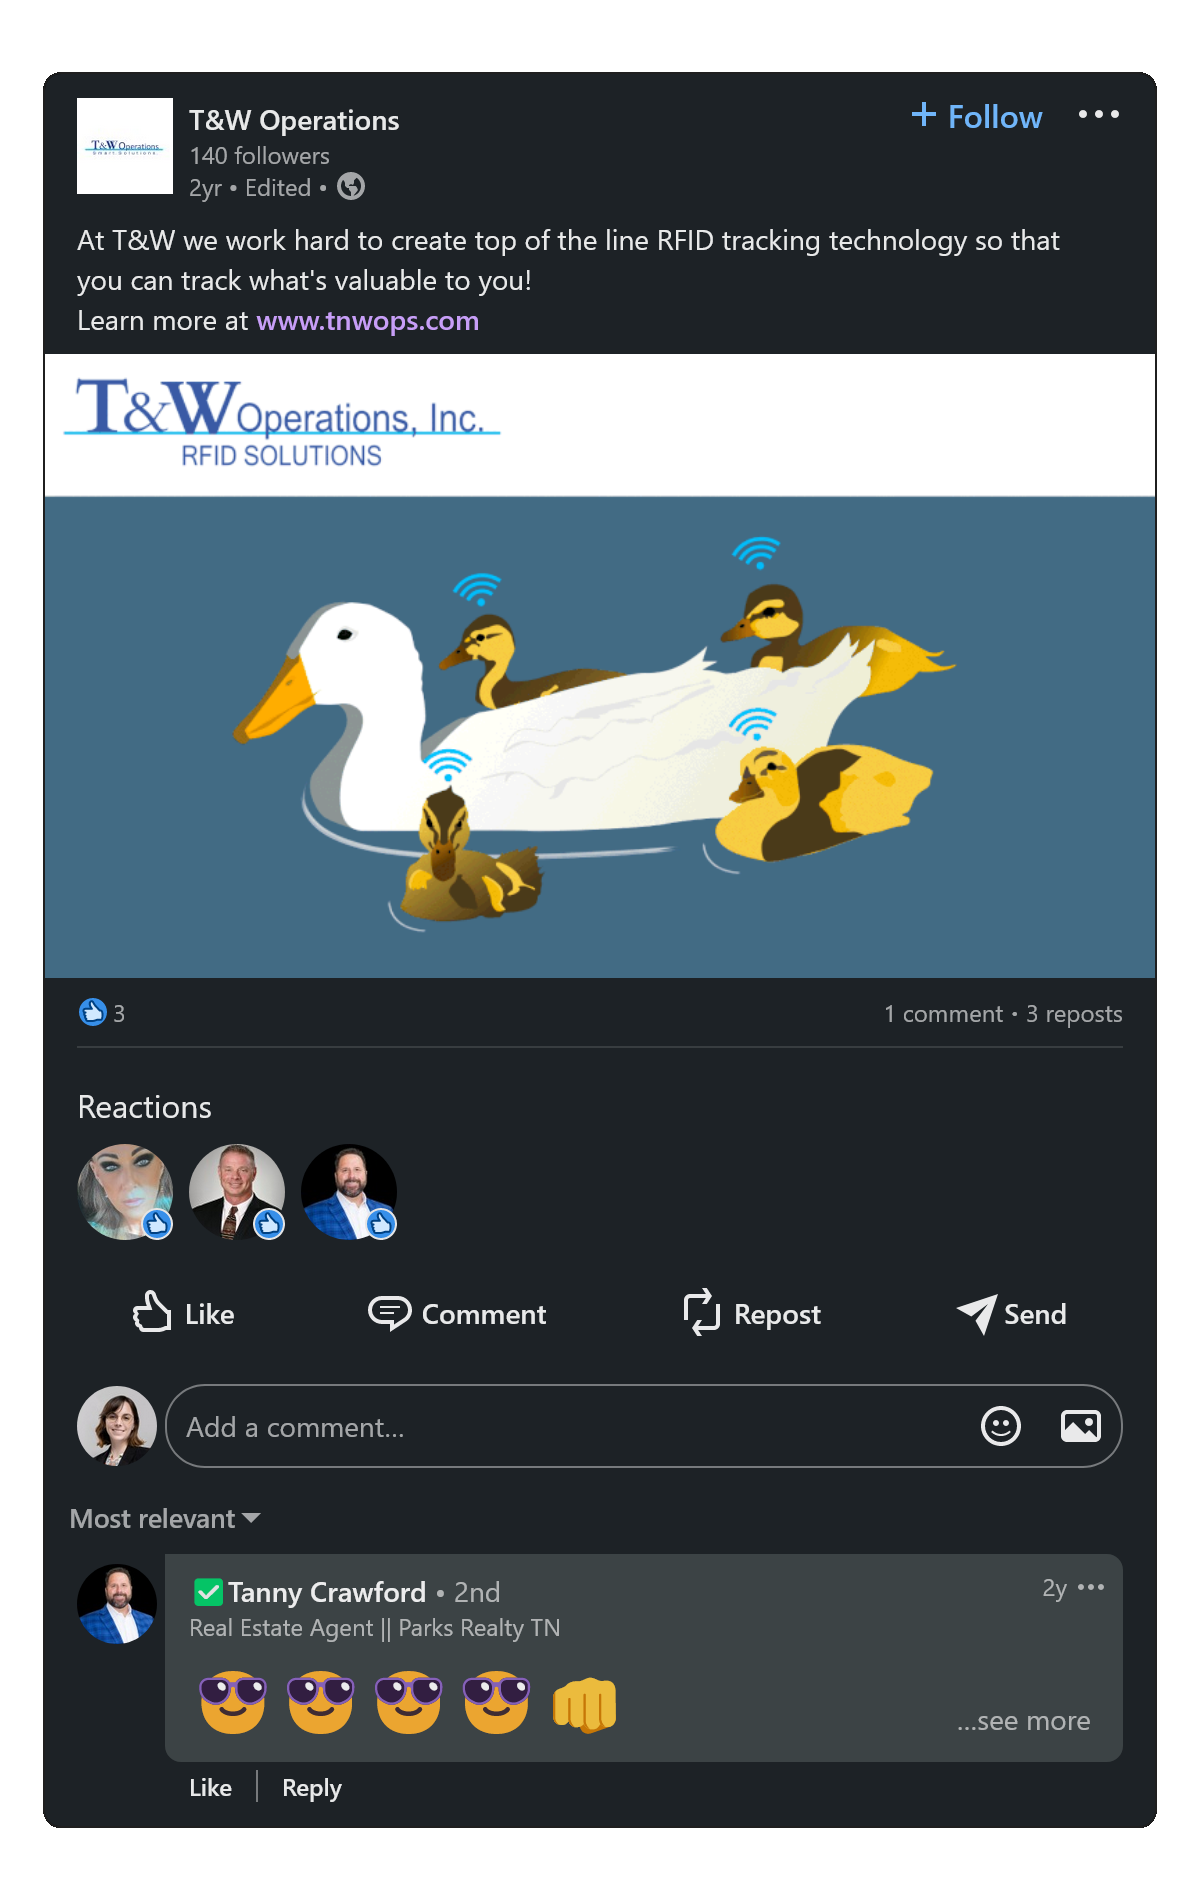 T&W Operations
Smart Solutions
T&W Operations
140 followers
2yr • Edited •
+ Follow
At T&W we work hard to create top of the line RFID tracking technology so that
you can track what's valuable to you!
Learn more at www.tnwops.com
T&W Operations, Inc.
RFID SOLUTIONS
3
1 comment • 3 reposts
Reactions
Like
Comment
Repost
Send
Add a comment...
Most relevant
✅Tanny Crawford • 2nd
2y
Real Estate Agent || Parks Realty TN
😎 😎 😎 😎 👊
...see more
Like
Reply